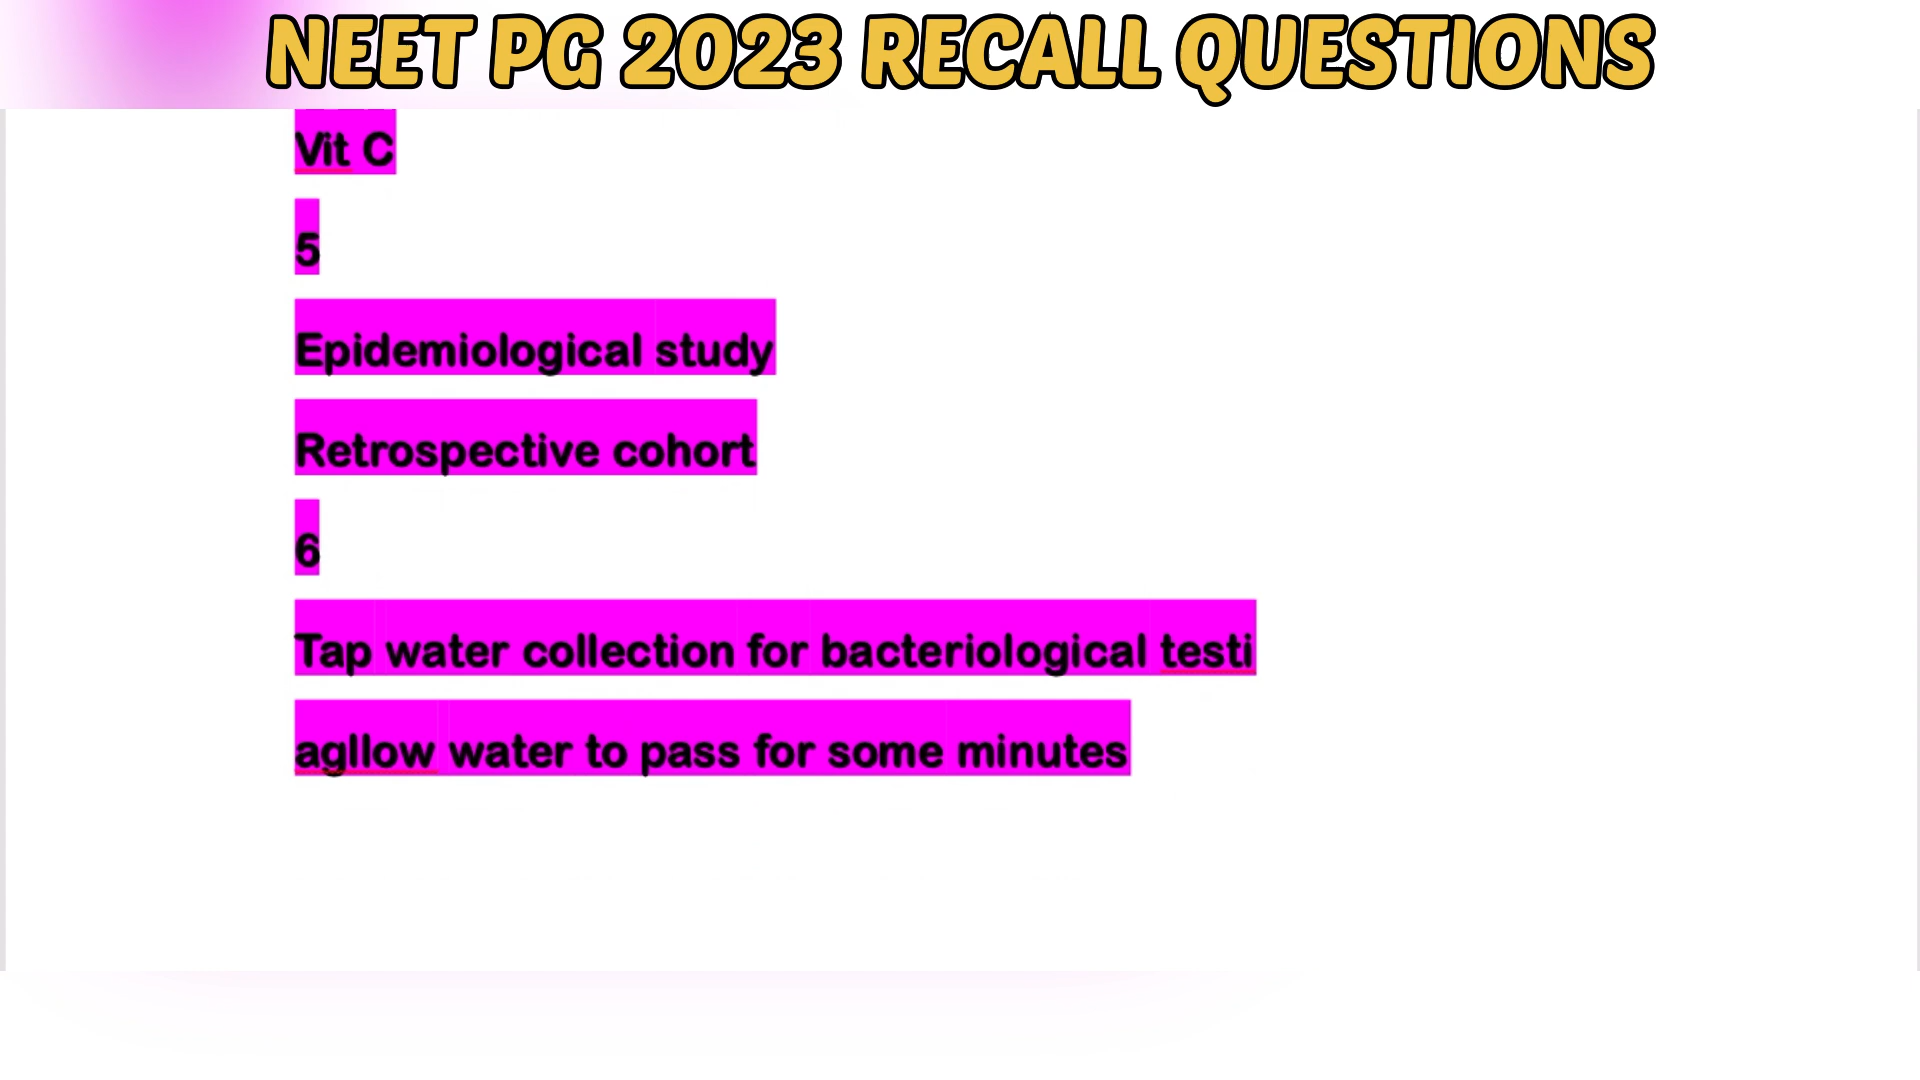 NEET PG 2023 RECALL QUESTIONS
Vit C
5
Epidemiological study
Retrospective cohort
6
Tap water collection for bacteriological testi
agllow water to pass for some minutes